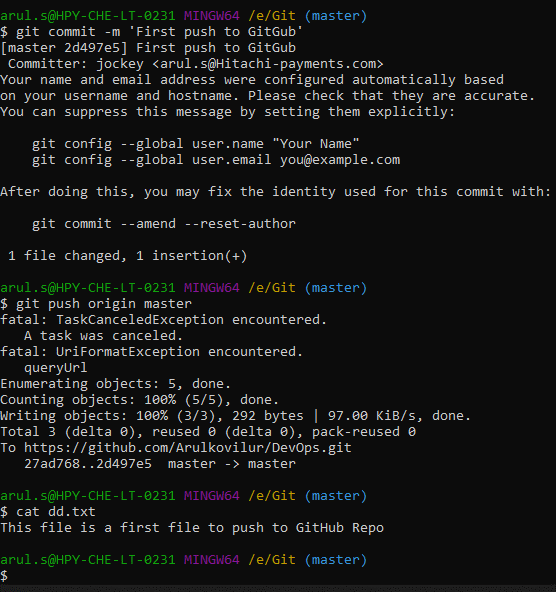 arul.s@HPY-CHE-LT-0231 MINGW64 /e/Git (master)
$ git commit -m 'First push to GitGub'
[master 2d497e5] First push to GitGub
 Committer: jockey <arul.s@Hitachi-payments.com>
Your name and email address were configured automatically based
on your username and hostname. Please check that they are accurate.
You can suppress this message by setting them explicitly:

    git config --global user.name "Your Name"
    git config --global user.email you@example.com

After doing this, you may fix the identity used for this commit with:

    git commit --amend --reset-author

 1 file changed, 1 insertion(+)

arul.s@HPY-CHE-LT-0231 MINGW64 /e/Git (master)
$ git push origin master
fatal: TaskCanceledException encountered.
   A task was canceled.
fatal: UriFormatException encountered.
   queryUrl
Enumerating objects: 5, done.
Counting objects: 100% (5/5), done.
Writing objects: 100% (3/3), 292 bytes | 97.00 KiB/s, done.
Total 3 (delta 0), reused 0 (delta 0), pack-reused 0
To https://github.com/Arulkovilur/DevOps.git
   27ad768..2d497e5  master -> master

arul.s@HPY-CHE-LT-0231 MINGW64 /e/Git (master)
$ cat dd.txt
This file is a first file to push to GitHub Repo

arul.s@HPY-CHE-LT-0231 MINGW64 /e/Git (master)
$